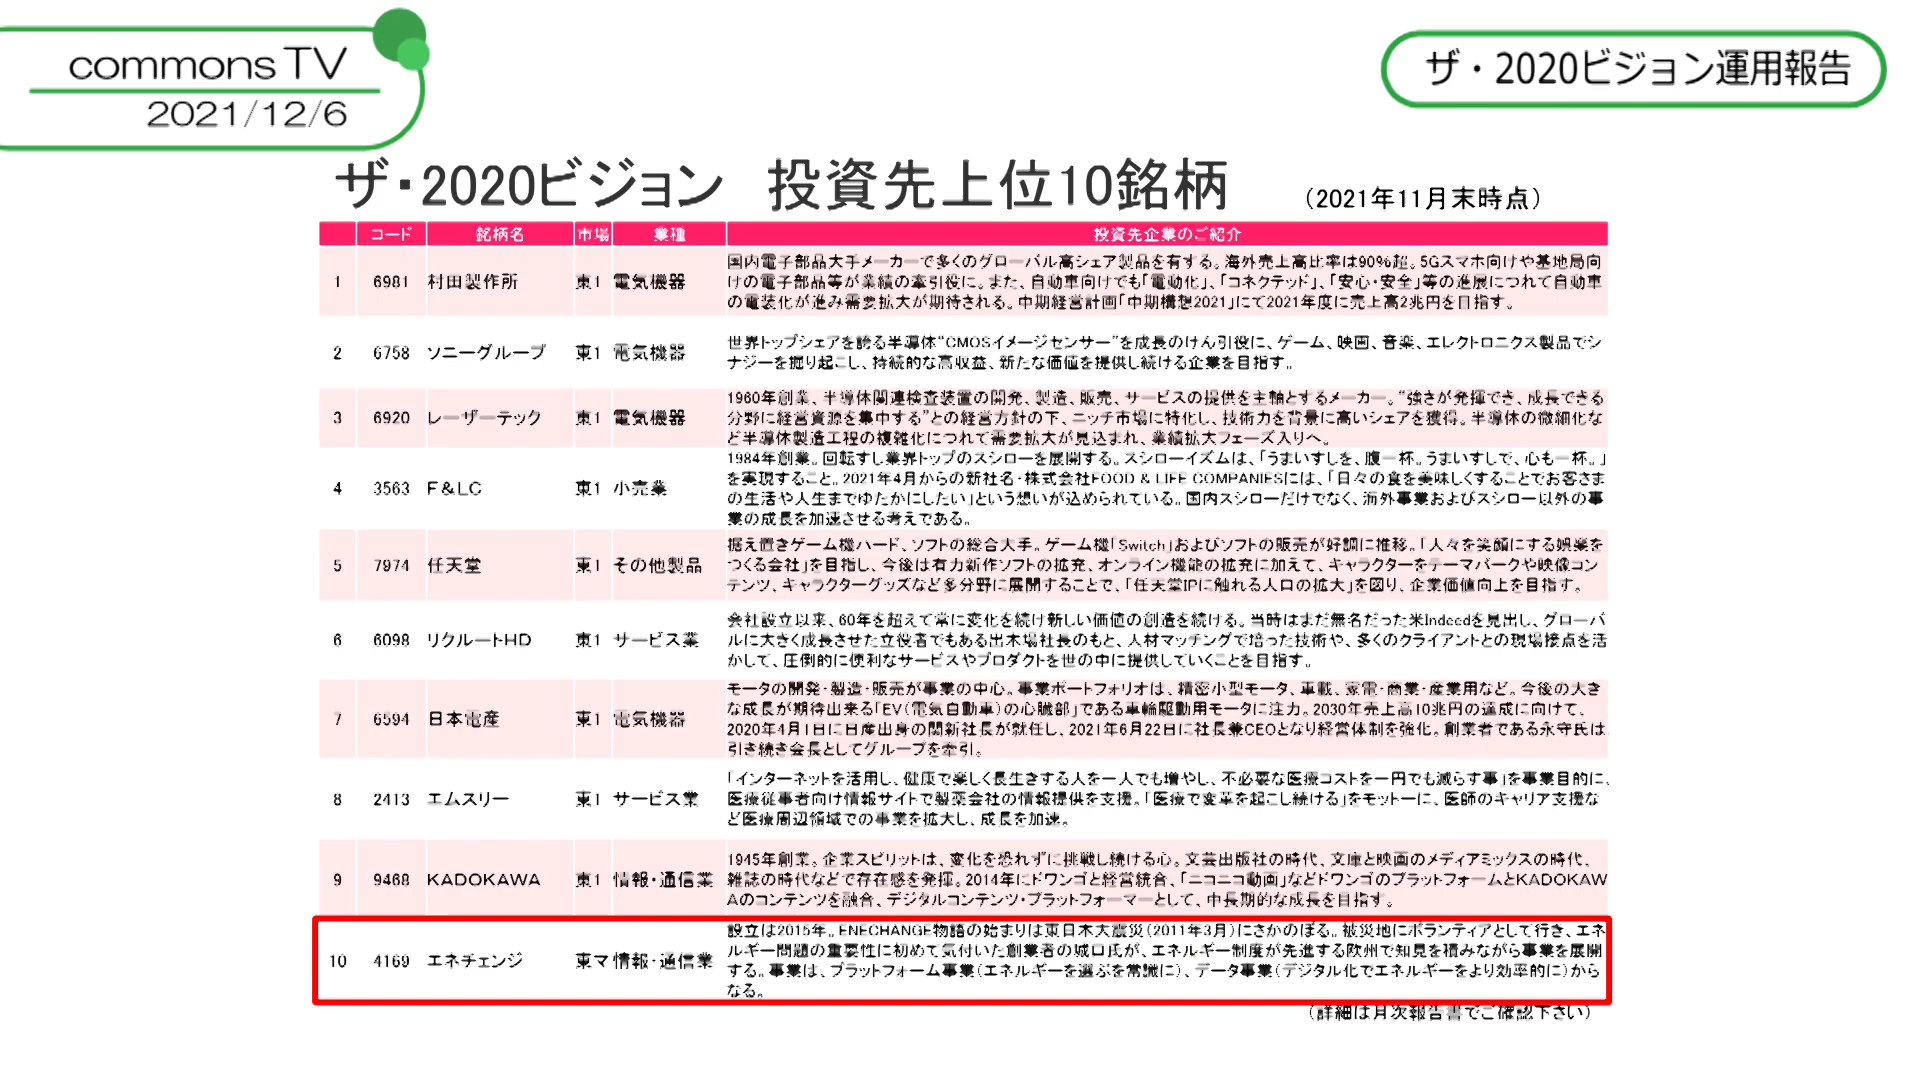 commons TV
2021/12/6
ザ・2020ビジョン運用報告
ザ・2020ビジョン 投資先上位10銘柄 （2021年11月末時点）
コード 銘柄名 市場 業種 投資先企業のご紹介
1 6981 村田製作所 東1 電気機器
国内電子部品大手メーカーで多くのグローバル高シェア製品を有する。海外売上高比率は90％超。5Gスマホ向けや基地局向
けの電子部品等が業績の牽引役に。また、自動車向けでも「電動化」、「コネクテッド」、「安心・安全」等の進展につれて自動車
の電装化が進み需要拡大が期待される。中期経営計画「中期構想2021」にて2021年度に売上高2兆円を目指す。
2 6758 ソニーグループ 東1 電気機器
世界トップシェアを誇る半導体“CMOSイメージセンサー”を成長のけん引役に、ゲーム、映画、音楽、エレクトロニクス製品でシ
ナジーを掘り起こし、持続的な高収益、新たな価値を提供し続ける企業を目指す。
3 6920 レーザーテック 東1 電気機器
1960年創業、半導体関連検査装置の開発、製造、販売、サービスの提供を主軸とするメーカー。“強さが発揮でき、成長できる
分野に経営資源を集中する”との経営方針の下、ニッチ市場に特化し、技術力を背景に高いシェアを獲得。半導体の微細化な
ど半導体製造工程の複雑化につれて需要拡大が見込まれ、業績拡大フェーズ入りへ。
4 3563 F＆LC 東1 小売業
1984年創業。回転すし業界トップのスシローを展開する。スシローイズムは、「うまいすしを、腹一杯。うまいすしで、心も一杯。」
を実現すること。2021年4月からの新社名・株式会社FOOD & LIFE COMPANIESには、「日々の食を美味しくすることでお客さま
の生活や人生までゆたかにしたい」という想いが込められている。国内スシローだけでなく、海外事業およびスシロー以外の事
業の成長を加速させる考えである。
5 7974 任天堂 東1 その他製品
据え置きゲーム機ハード、ソフトの総合大手。ゲーム機「Switch」およびソフトの販売が好調に推移。「人々を笑顔にする娯楽を
つくる会社」を目指し、今後は有力新作ソフトの拡充、オンライン機能の拡充に加えて、キャラクターをテーマパークや映像コン
テンツ、キャラクターグッズなど多分野に展開することで、「任天堂IPに触れる人口の拡大」を図り、企業価値向上を目指す。
6 6098 リクルートHD 東1 サービス業
会社設立以来、60年を超えて常に変化を続け新しい価値の創造を続ける。当時はまだ無名だった米Indeedを見出し、グローバ
ルに大きく成長させた立役者でもある出木場社長のもと、人材マッチングで培った技術や、多くのクライアントとの現場接点を活
かして、圧倒的に便利なサービスやプロダクトを世の中に提供していくことを目指す。
7 6594 日本電産 東1 電気機器
モータの開発・製造・販売が事業の中心。事業ポートフォリオは、精密小型モータ、車載、家電・商業・産業用など。今後の大き
な成長が期待出来る「EV（電気自動車）の心臓部」である車輪駆動用モータに注力。2030年売上高10兆円の達成に向けて、
2020年4月1日に日産出身の関新社長が就任し、2021年6月22日に社長兼CEOとなり経営体制を強化。創業者である永守氏は
引き続き会長としてグループを牽引。
8 2413 エムスリー 東1 サービス業
「インターネットを活用し、健康で楽しく長生きする人を一人でも増やし、不必要な医療コストを一円でも減らす事」を事業目的に、
医療従事者向け情報サイトで製薬会社の情報提供を支援。「医療で変革を起こし続ける」をモットーに、医師のキャリア支援な
ど医療周辺領域での事業を拡大し、成長を加速。
9 9468 KADOKAWA 東1 情報・通信業
1945年創業。企業スピリットは、変化を恐れずに挑戦し続ける心。文芸出版社の時代、文庫と映画のメディアミックスの時代、
雑誌の時代などで存在感を発揮。2014年にドワンゴと経営統合、「ニコニコ動画」などドワンゴのプラットフォームとKADOKAW
Aのコンテンツを融合、デジタルコンテンツ・プラットフォーマーとして、中長期的な成長を目指す。
10 4169 エネチェンジ 東マ 情報・通信業
設立は2015年。ENECHANGE物語の始まりは東日本大震災（2011年3月）にさかのぼる。被災地にボランティアとして行き、エネ
ルギー問題の重要性に初めて気付いた創業者の城口氏が、エネルギー制度が先進する欧州で知見を積みながら事業を展開
する。事業は、プラットフォーム事業（エネルギーを選ぶを常識に）、データ事業（デジタル化でエネルギーをより効率的に）から
なる。
（詳細は月次報告書でご確認下さい）